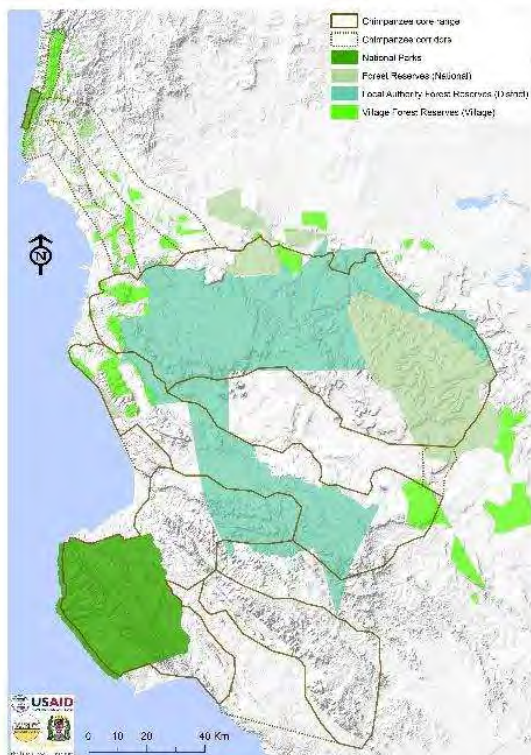 Chimpanzee core range
Chimpanzee corridors
National Parks
Forest Reserves (National)
Local Authority Forest Reserves (District)
Village Forest Reserves (Village)
N
USAID
0 10 20 40 Km